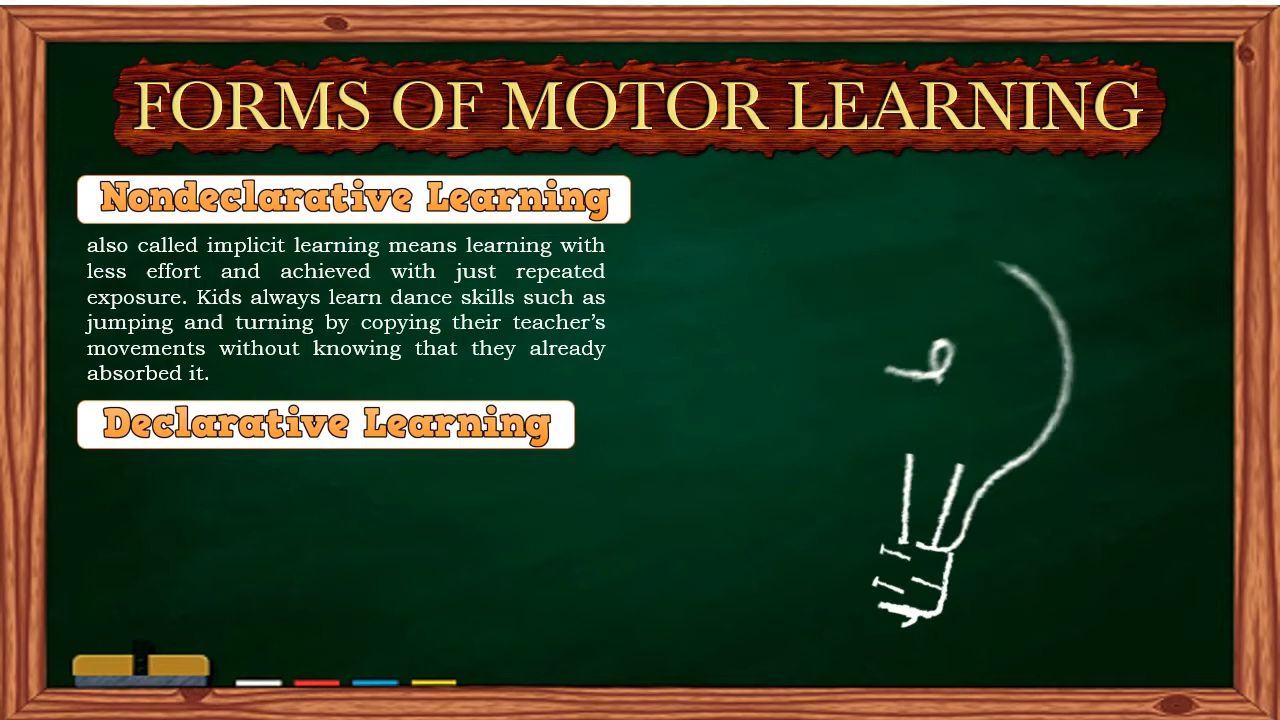 FORMS OF MOTOR LEARNING
Nondeclarative Learning
also called implicit learning means learning with
less effort and achieved with just repeated
exposure. Kids always learn dance skills such as
jumping and turning by copying their teacher’s
movements without knowing that they already
absorbed it.
Declarative Learning